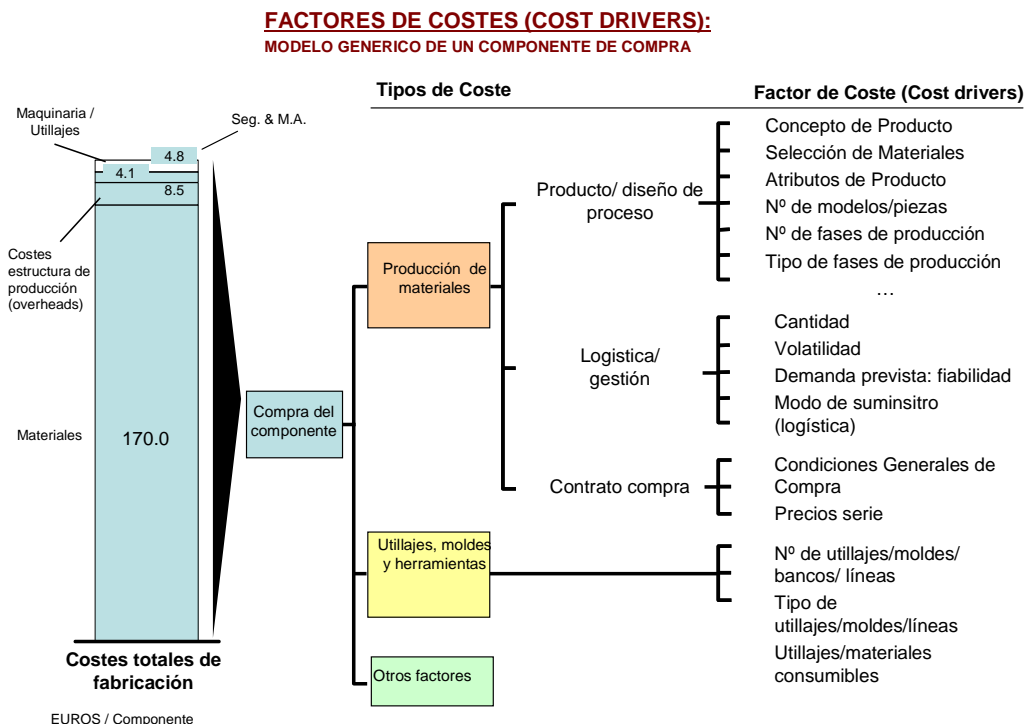 FACTORES DE COSTES (COST DRIVERS):
MODELO GENERICO DE UN COMPONENTE DE COMPRA
Tipos de Coste
Factor de Coste (Cost drivers)
Maquinaria /
Utillajes
Seg. & M.A.
4.8
4.1
8.5
Costes
estructura de
producción
(overheads)
Materiales
170.0
Costes totales de
fabricación
EUROS / Componente
Compra del
componente
Producción de
materiales
Utillajes, moldes
y herramientas
Otros factores
Producto/ diseño de
proceso
Logistica/
gestión
Contrato compra
Concepto de Producto
Selección de Materiales
Atributos de Producto
Nº de modelos/piezas
Nº de fases de producción
Tipo de fases de producción
…
Cantidad
Volatilidad
Demanda prevista: fiabilidad
Modo de suminsitro
(logística)
Condiciones Generales de
Compra
Precios serie
Nº de utillajes/moldes/
bancos/ líneas
Tipo de
utillajes/moldes/líneas
Utillajes/materiales
consumibles